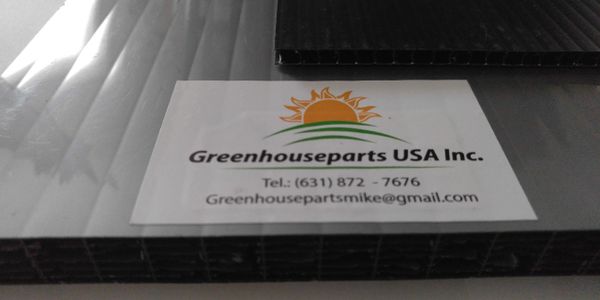 Greenhouseparts USA Inc.
Tel.: (631) 872 - 7676
Greenhousepartsmike@gmail.com